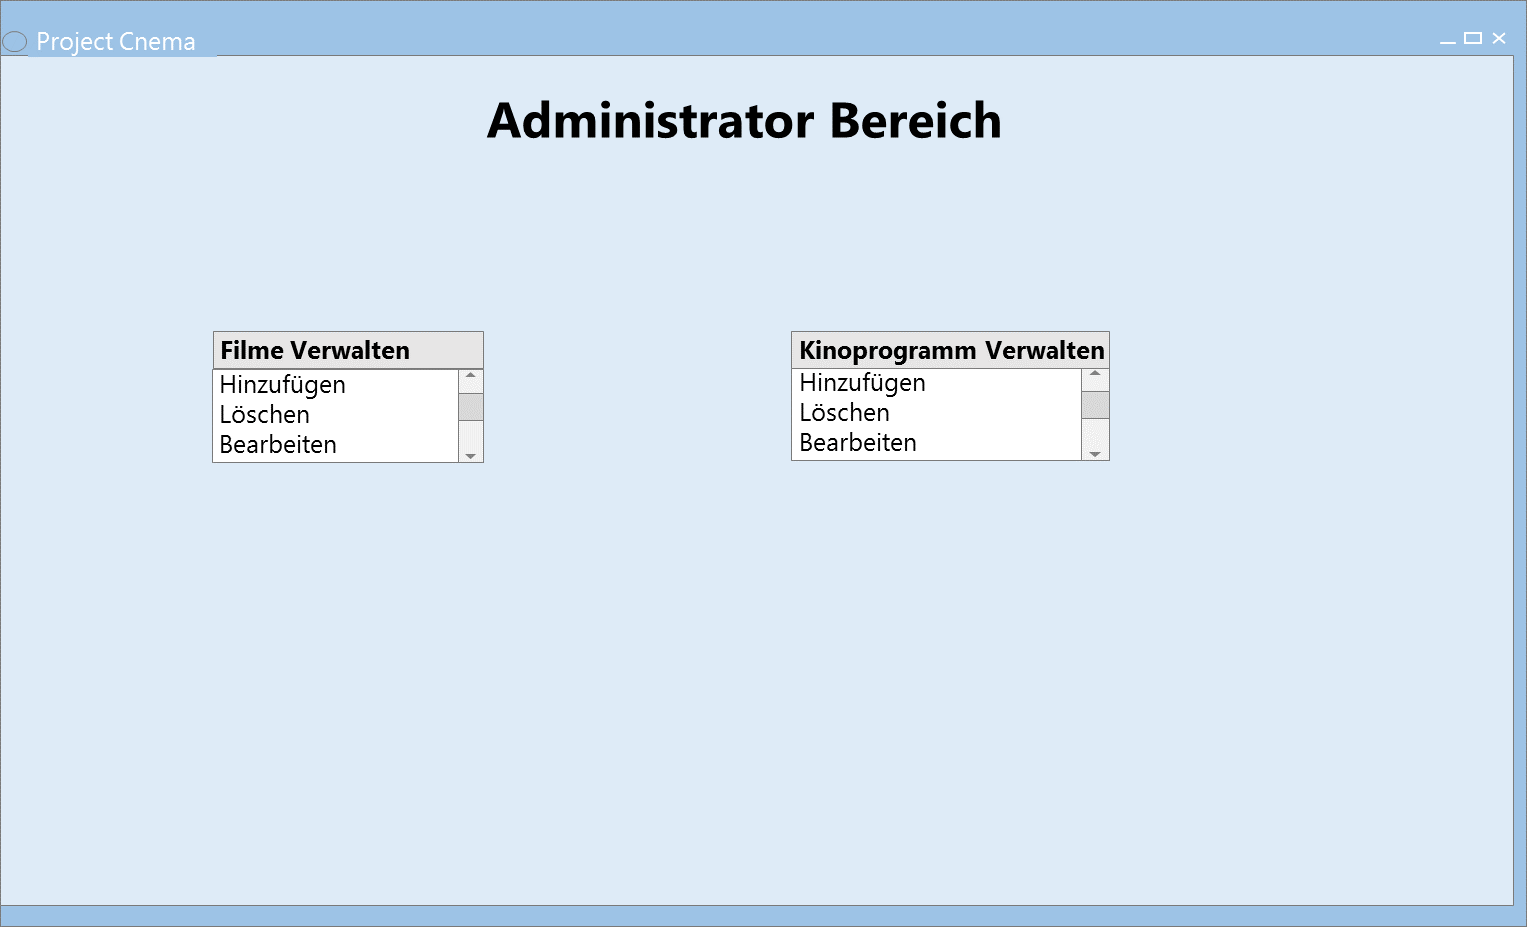 Project Cnema
Administrator Bereich
Filme Verwalten
Hinzufügen
Löschen
Bearbeiten
Kinoprogramm Verwalten
Hinzufügen
Löschen
Bearbeiten